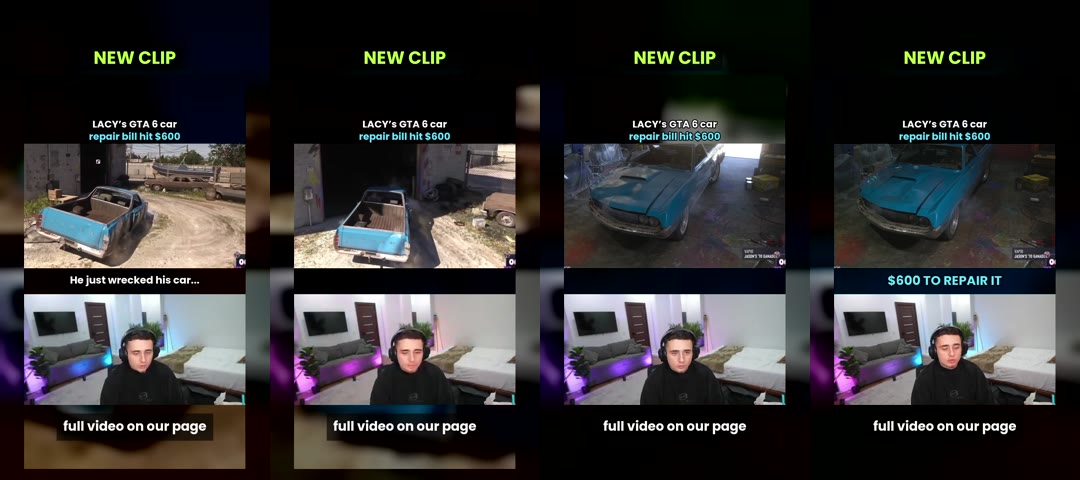 NEW CLIP
LACY's GTA 6 car
repair bill hit $600
He just wrecked his car...
full video on our page
NEW CLIP
LACY's GTA 6 car
repair bill hit $600
full video on our page
NEW CLIP
LACY's GTA 6 car
repair bill hit $600
full video on our page
NEW CLIP
LACY's GTA 6 car
repair bill hit $600
$600 TO REPAIR IT
full video on our page